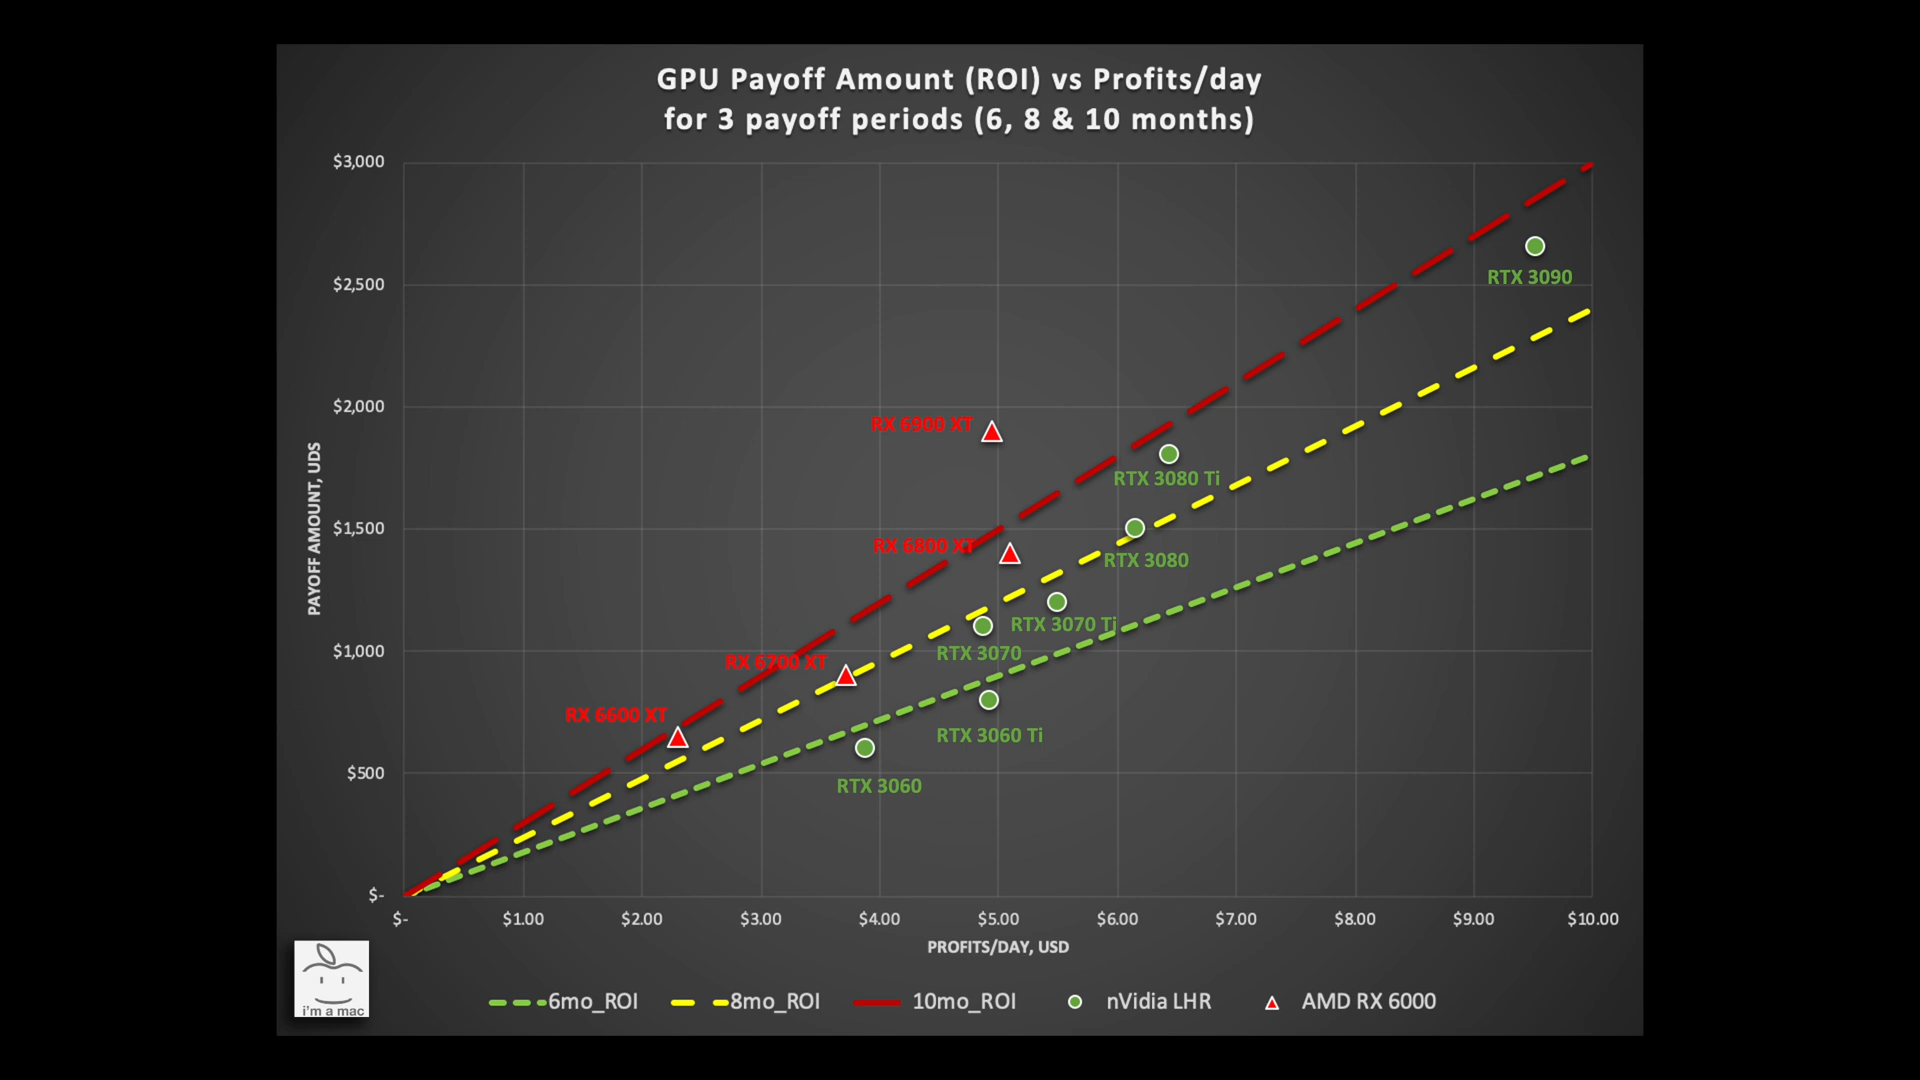 GPU Payoff Amount (ROI) vs Profits/day
for 3 payoff periods (6, 8 & 10 months)
$3,000
$2,500
$2,000
$1,500
$1,000
$500
$-
PAYOFF AMOUNT, UDS
RTX 3090
RX 6900 XT
RTX 3080 Ti
RX 6800 XT
RTX 3080
RTX 3070 Ti
RTX 3070
RX 6700 XT
RX 6600 XT
RTX 3060 Ti
RTX 3060
$-
$1.00
$2.00
$3.00
$4.00
$5.00
$6.00
$7.00
$8.00
$9.00
$10.00
PROFITS/DAY, USD
6mo_ROI
8mo_ROI
10mo_ROI
nVidia LHR
AMD RX 6000
i'm a mac